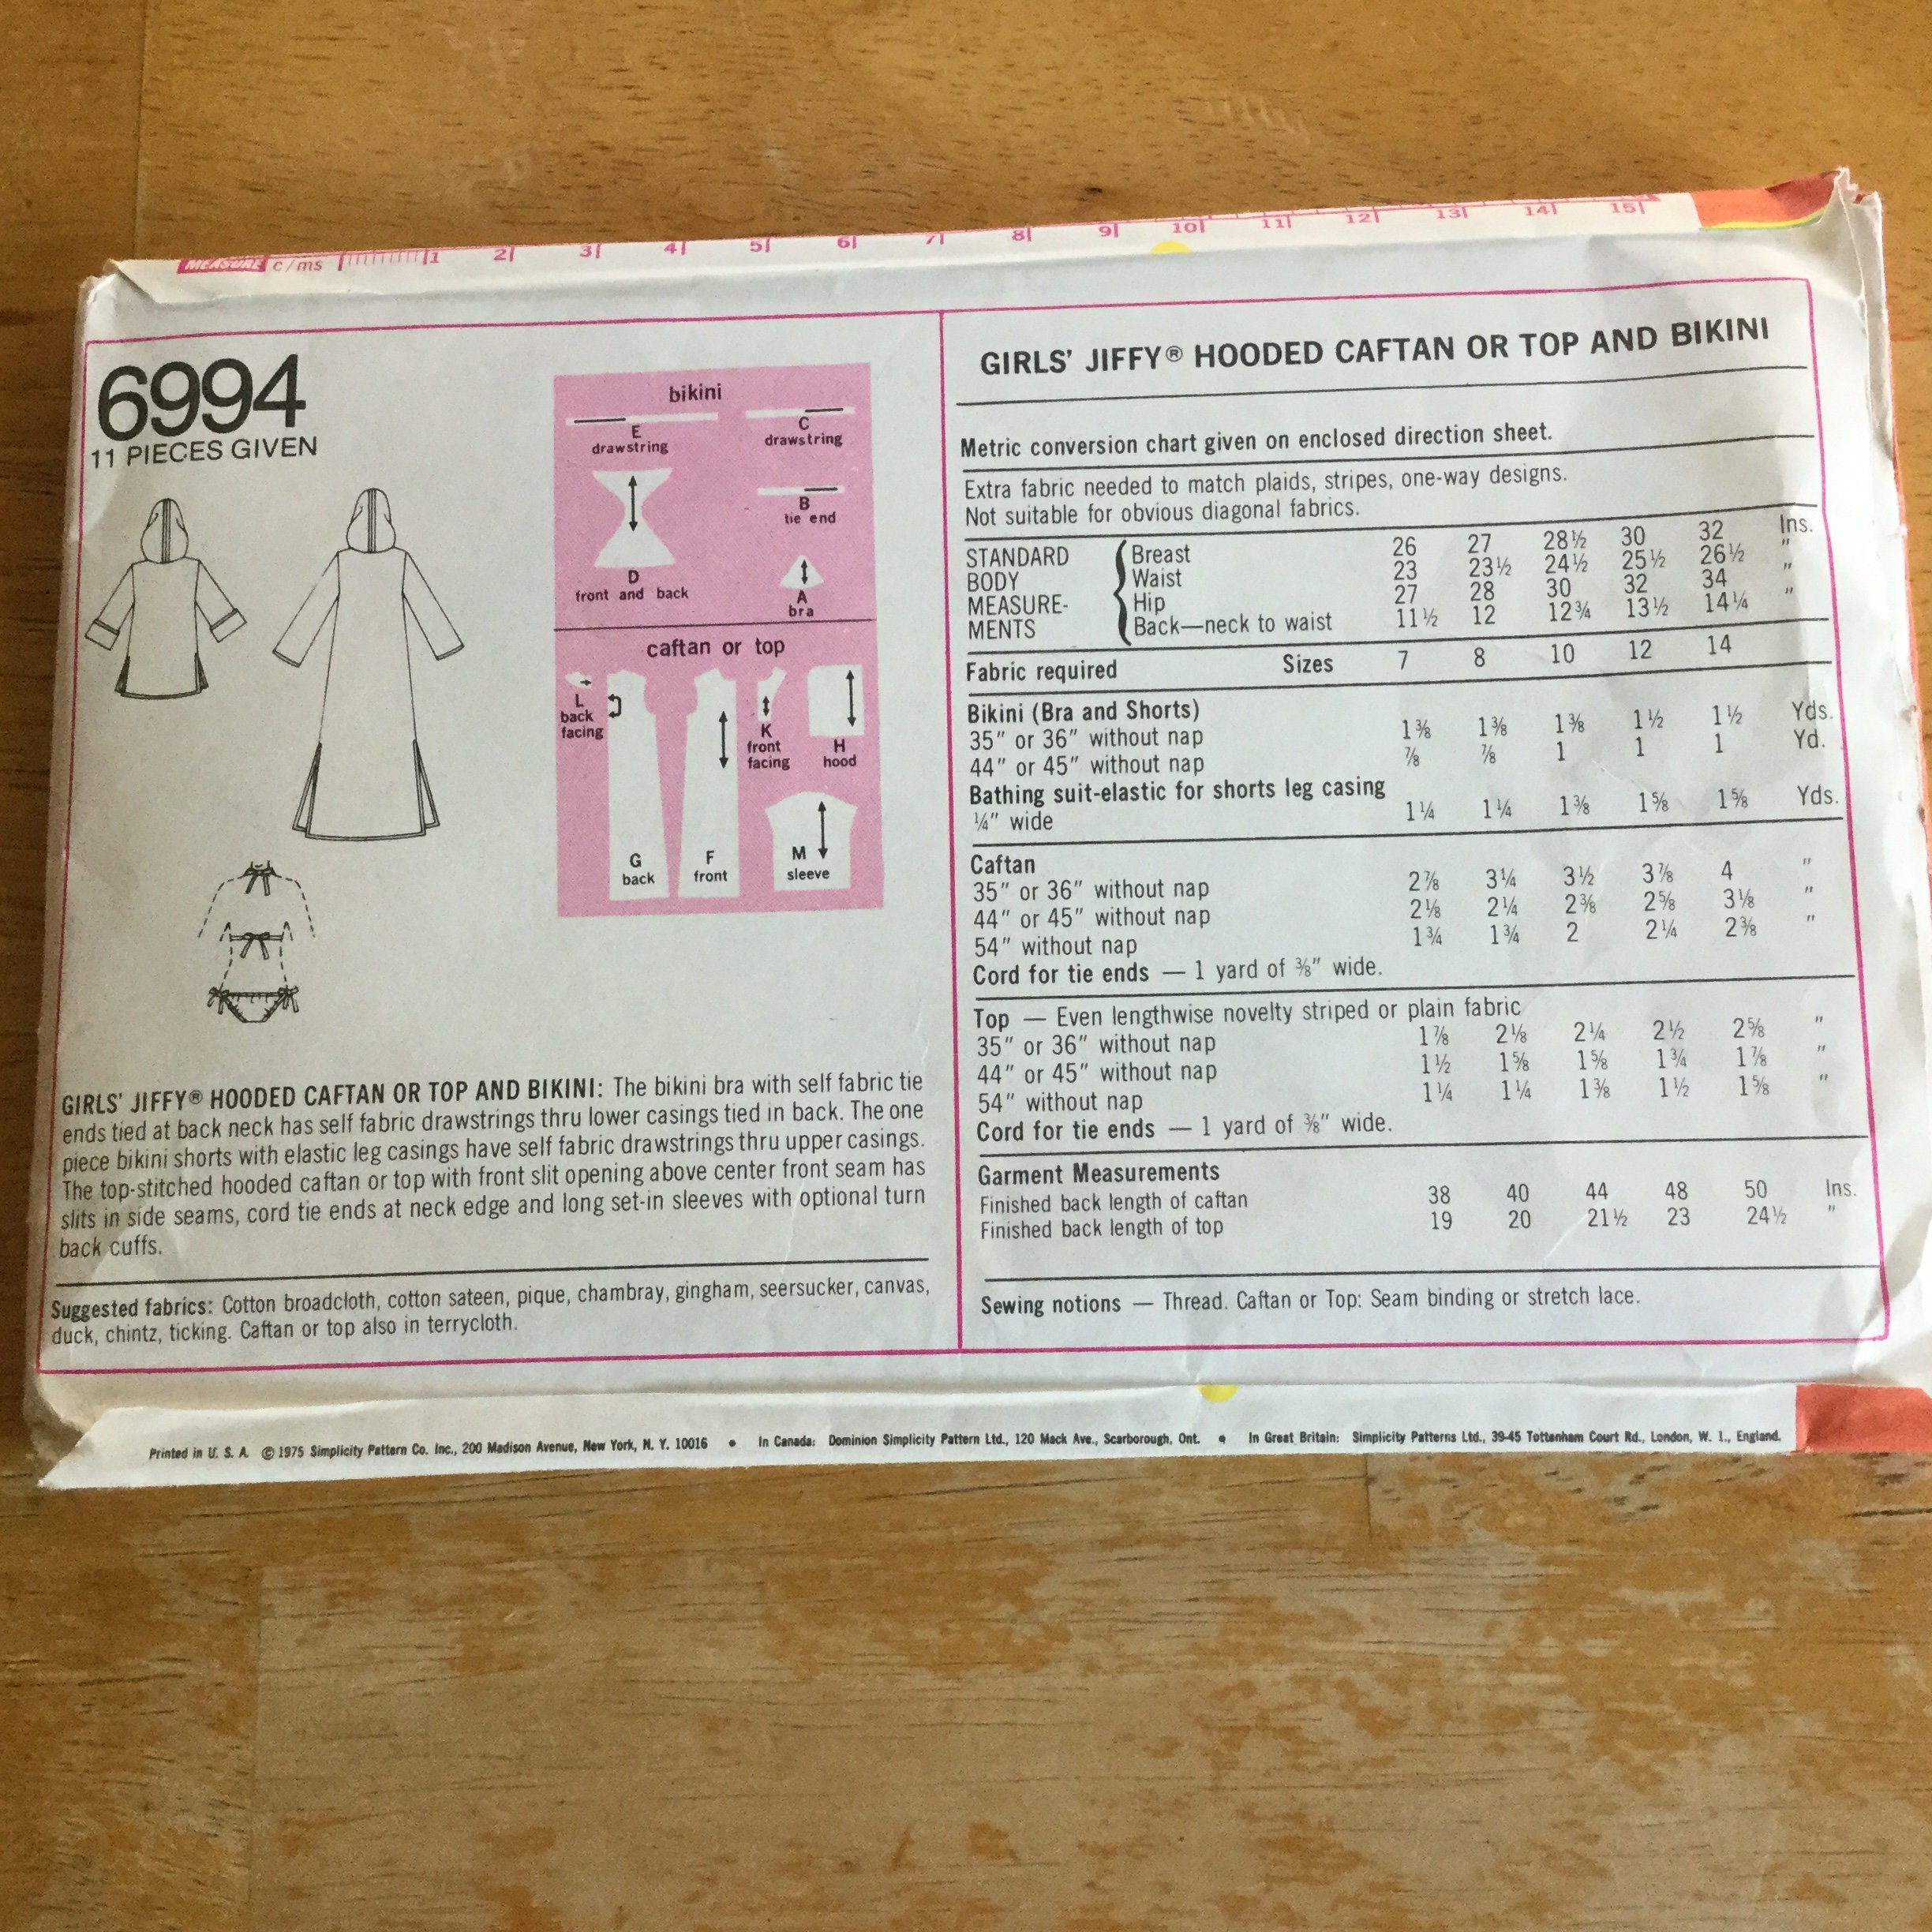 MEASURE c/ms 1 2 3 4 5 6 7 8 9 10 11 12 13 14 15
6994
11 PIECES GIVEN
bikini
E
drawstring
C
drawstring
B
tie end
D
front and back
A
bra
caftan or top
L
back
facing
K
front
facing
H
hood
G
back
F
front
M
sleeve
GIRLS' JIFFY® HOODED CAFTAN OR TOP AND BIKINI: The bikini bra with self fabric tie
ends tied at back neck has self fabric drawstrings thru lower casings tied in back. The one
piece bikini shorts with elastic leg casings have self fabric drawstrings thru upper casings.
The top-stitched hooded caftan or top with front slit opening above center front seam has
slits in side seams, cord tie ends at neck edge and long set-in sleeves with optional turn
back cuffs.
Suggested fabrics: Cotton broadcloth, cotton sateen, pique, chambray, gingham, seersucker, canvas,
duck, chintz, ticking. Caftan or top also in terrycloth.
GIRLS' JIFFY® HOODED CAFTAN OR TOP AND BIKINI
Metric conversion chart given on enclosed direction sheet.
Extra fabric needed to match plaids, stripes, one-way designs.
Not suitable for obvious diagonal fabrics.
STANDARD BODY MEASURE-MENTS
Breast 26 27 28½ 30 32 Ins.
Waist 23 23½ 24½ 25½ 26½ "
Hip 27 28 30 32 34 "
Back—neck to waist 11½ 12 12¾ 13½ 14¼ "
Fabric required Sizes 7 8 10 12 14
Bikini (Bra and Shorts)
35" or 36" without nap 1⅜ 1⅜ 1⅜ 1½ 1½ Yds.
44" or 45" without nap ⅞ ⅞ 1 1 1 Yd.
Bathing suit-elastic for shorts leg casing
¼" wide 1¼ 1¼ 1⅜ 1⅝ 1⅝ Yds.
Caftan
35" or 36" without nap 2⅞ 3¼ 3½ 3⅞ 4 "
44" or 45" without nap 2⅛ 2¼ 2⅜ 2⅝ 3⅛ "
54" without nap 1¾ 1¾ 2 2¼ 2⅜ "
Cord for tie ends — 1 yard of ⅜" wide.
Top — Even lengthwise novelty striped or plain fabric
35" or 36" without nap 1⅞ 2⅛ 2¼ 2½ 2⅝ "
44" or 45" without nap 1½ 1⅝ 1⅝ 1¾ 1⅞ "
54" without nap 1¼ 1¼ 1⅜ 1½ 1⅝ "
Cord for tie ends — 1 yard of ⅜" wide.
Garment Measurements
Finished back length of caftan 38 40 44 48 50 Ins.
Finished back length of top 19 20 21½ 23 24½ "
Sewing notions — Thread. Caftan or Top: Seam binding or stretch lace.
Printed in U. S. A. © 1975 Simplicity Pattern Co. Inc., 200 Madison Avenue, New York, N. Y. 10016 • In Canada: Dominion Simplicity Pattern Ltd., 120 Mack Ave., Scarborough, Ont. • In Great Britain: Simplicity Patterns Ltd., 39-45 Tottenham Court Rd., London, W. 1., England.